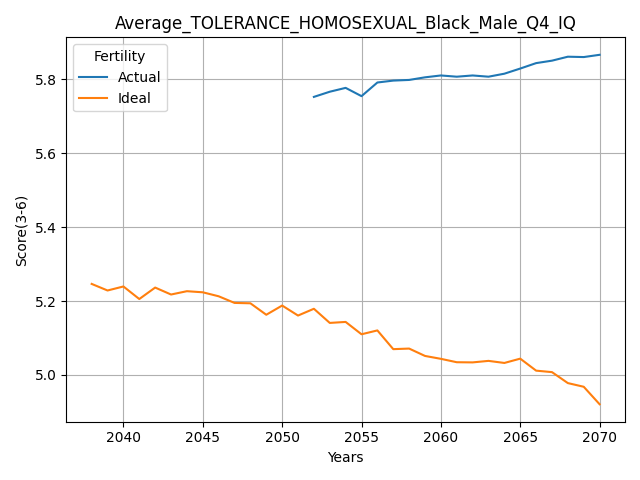 Average_TOLERANCE_HOMOSEXUAL_Black_Male_Q4_IQ
Fertility
Actual
Ideal
Score(3-6)
5.8
5.6
5.4
5.2
5.0
2040 2045 2050 2055 2060 2065 2070
Years